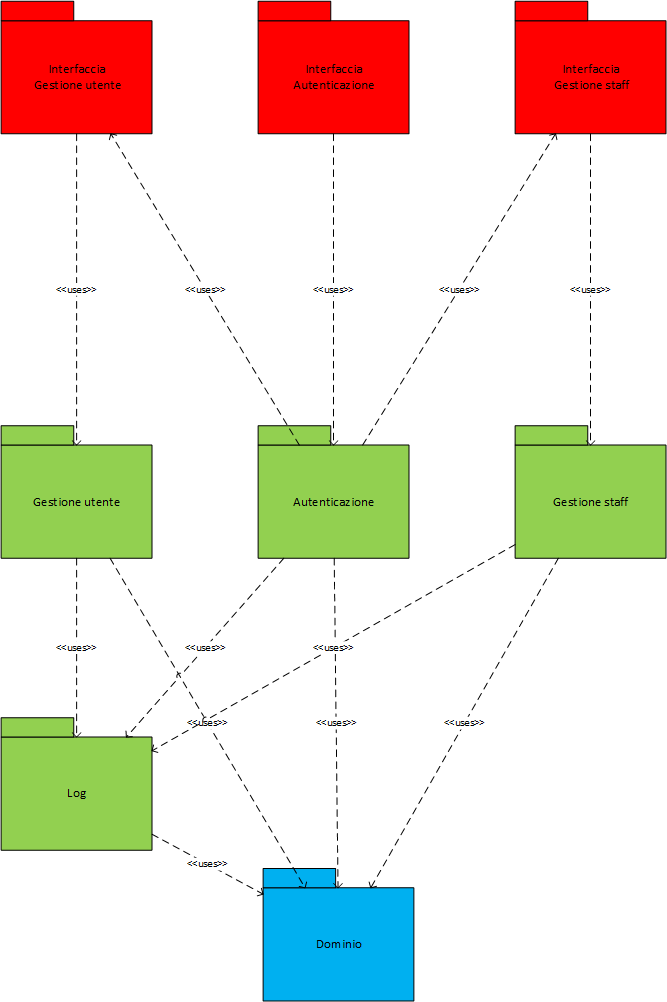 Interfaccia
Gestione utente
Interfaccia
Autenticazione
Interfaccia
Gestione staff
<<uses>>
<<uses>>
<<uses>>
<<uses>>
<<uses>>
Gestione utente
Autenticazione
Gestione staff
<<uses>>
<<uses>>
<<uses>>
<<uses>>
<<uses>>
<<uses>>
Log
<<uses>>
Dominio